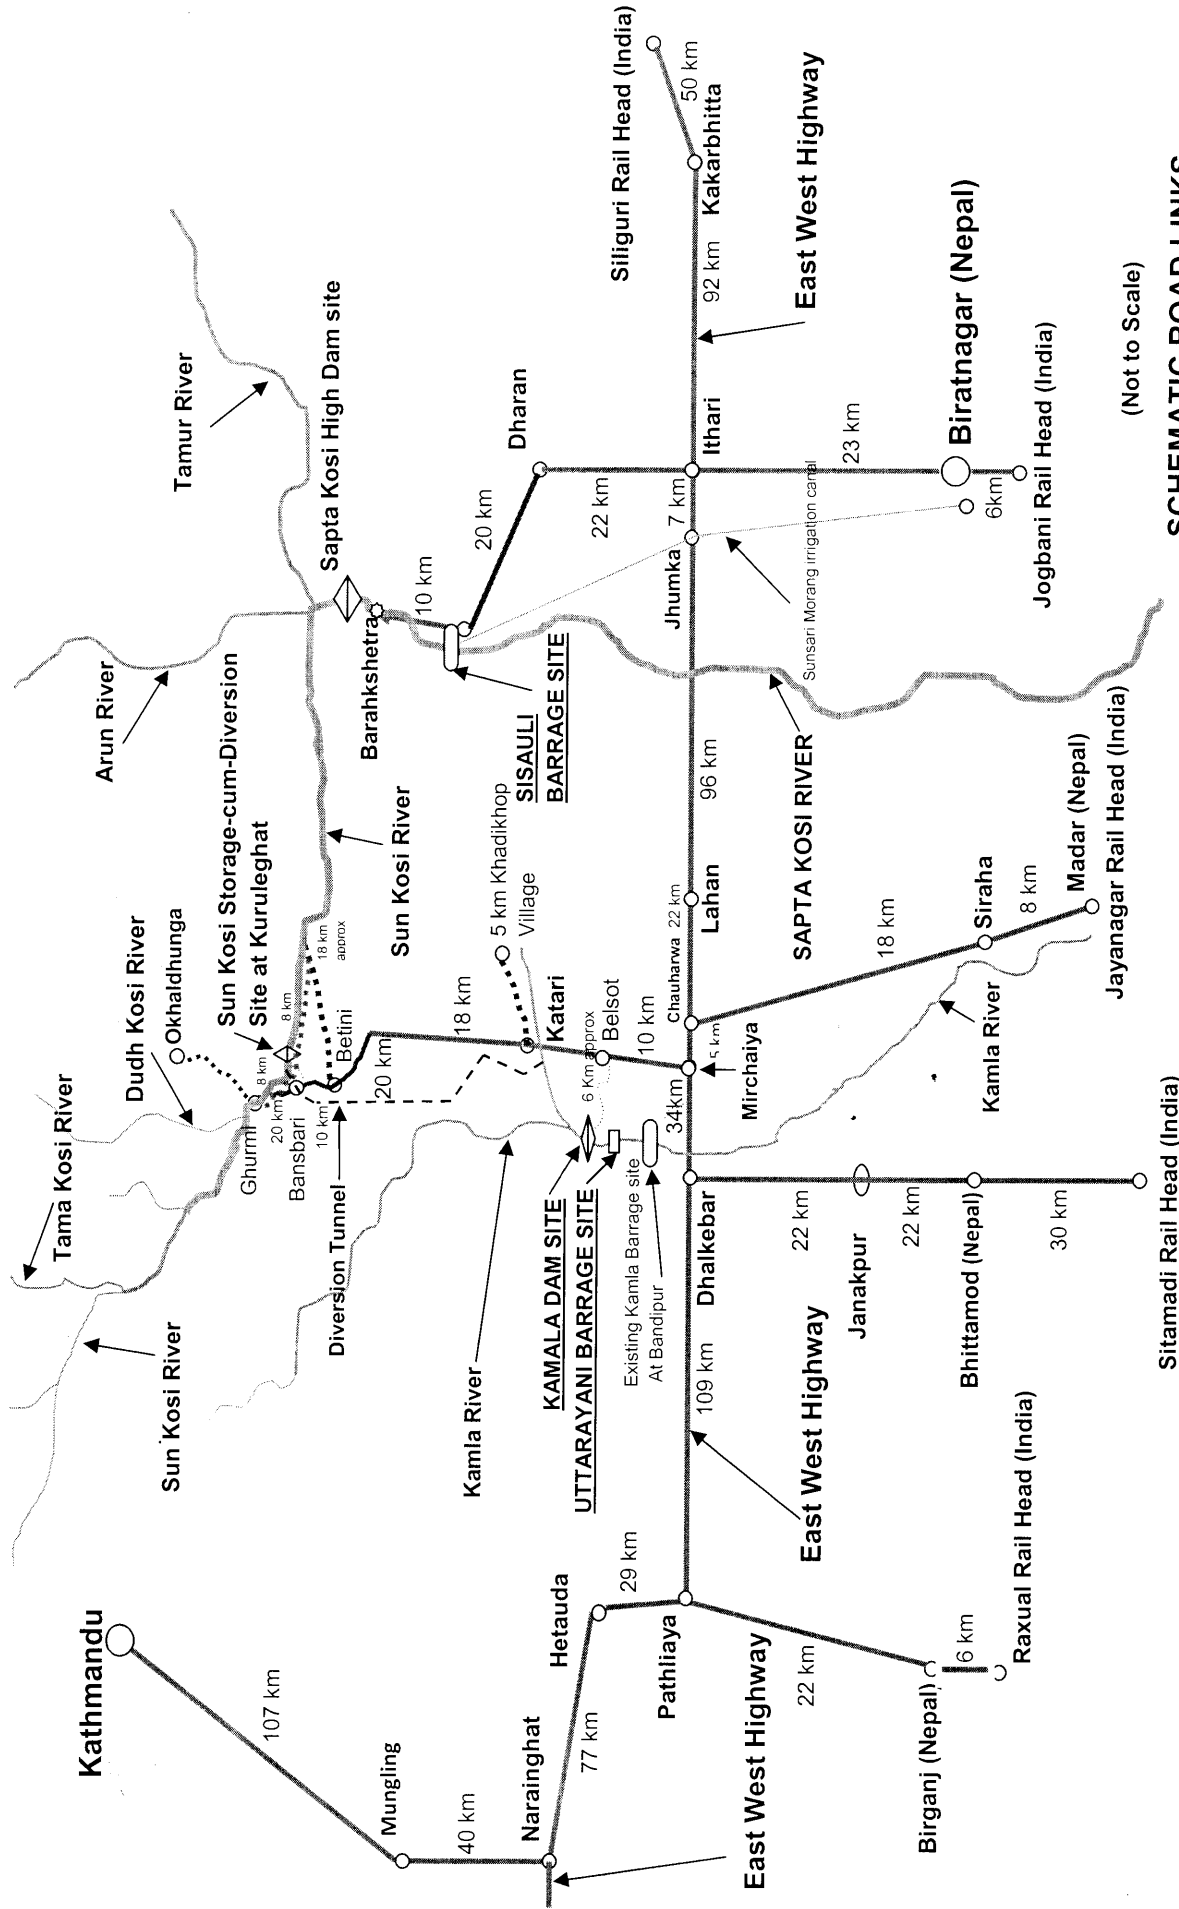 Kathmandu
107 km
Mungling
40 km
Narainghat
East West Highway
77 km
Hetauda
29 km
Pathliaya
22 km
Birganj (Nepal)
6 km
Raxual Rail Head (India)
East West Highway
109 km
Sun Kosi River
Tama Kosi River
Dudh Kosi River
Okhaldhunga
Ghurmi
8 km
20 km
Bansbari
10 km
Betini
Diversion Tunnel
Sun Kosi Storage-cum-Diversion
Site at Kuruleghat
8 km
18 km
approx
20 km
18 km
Sun Kosi River
Kamla River
KAMALA DAM SITE
UTTARAYANI BARRAGE SITE
Existing Kamla Barrage site
At Bandipur
6 Km approx
Belsot
Katari
5 km Khadikhop
Village
10 km
Dhalkebar
34km
Mirchaiya
5 km
Chauharwa
22 km
Lahan
22 km
Janakpur
22 km
Bhittamod (Nepal)
30 km
Sitamadi Rail Head (India)
Kamla River
18 km
Siraha
8 km
Madar (Nepal)
Jayanagar Rail Head (India)
96 km
SAPTA KOSI RIVER
Arun River
Tamur River
Sapta Kosi High Dam site
Barahkshetra
10 km
SISAULI
BARRAGE SITE
20 km
Dharan
22 km
Jhumka
7 km
Ithari
Sunsari Morang irrigation canal
23 km
Biratnagar (Nepal)
6km
Jogbani Rail Head (India)
92 km
East West Highway
Kakarbhitta
50 km
Siliguri Rail Head (India)
(Not to Scale)
SCHEMATIC ROAD LINKS